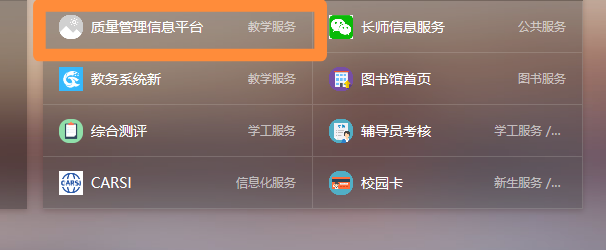 质量管理信息平台 教学服务 长师信息服务 公共服务
教务系统新 教学服务 图书馆首页 图书服务
综合测评 学工服务 辅导员考核 学工服务 /...
CARSI CARSI 信息化服务 校园卡 新生服务 /...